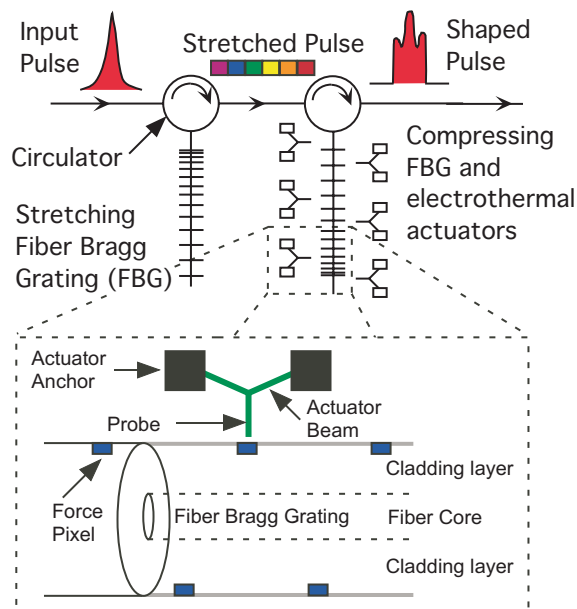 Input
Pulse
Stretched Pulse
Shaped
Pulse
Circulator
Compressing
FBG and
electrothermal
actuators
Stretching
Fiber Bragg
Grating (FBG)
Actuator
Anchor
Probe
Actuator
Beam
Cladding layer
Force
Pixel
Fiber Bragg Grating
Fiber Core
Cladding layer